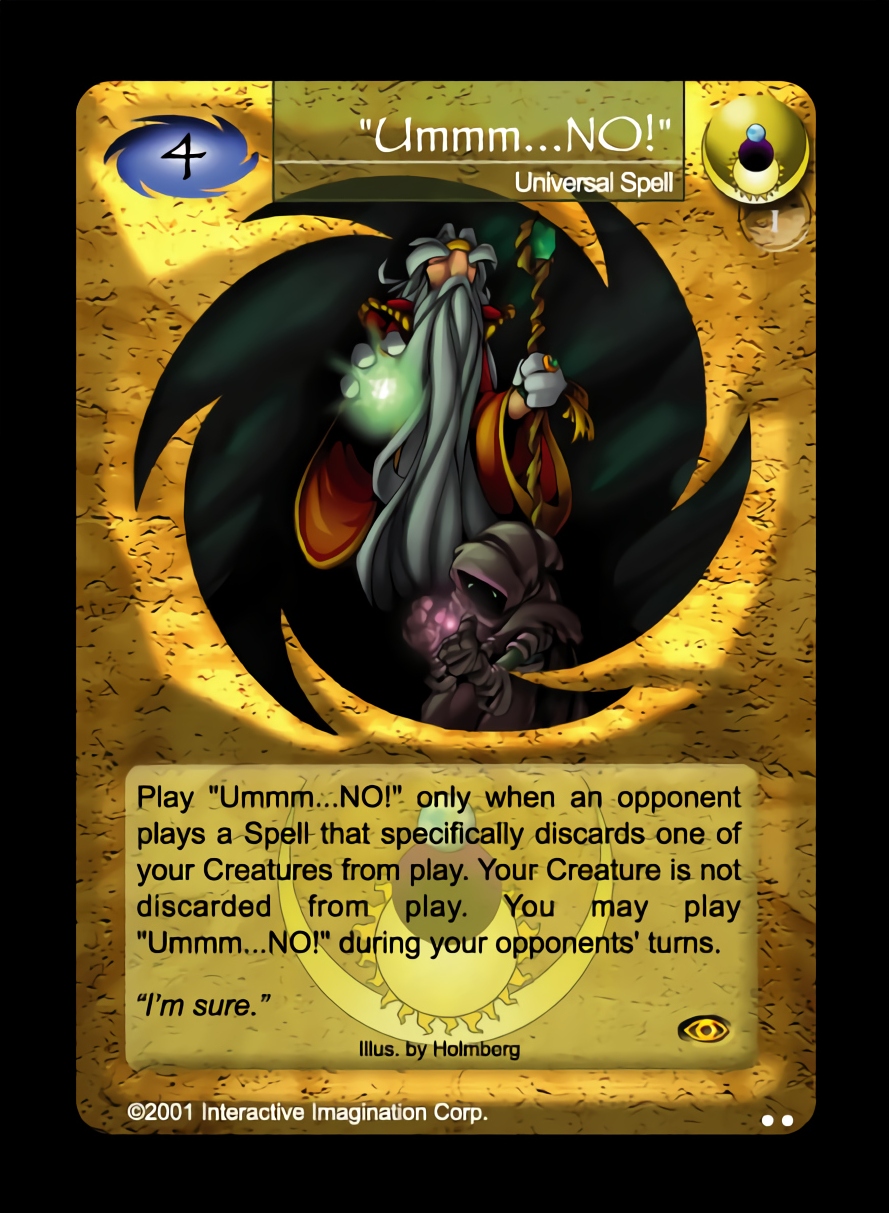 4
"Ummm...NO!"
Universal Spell
1
Play "Ummm...NO!" only when an opponent
plays a Spell that specifically discards one of
your Creatures from play. Your Creature is not
discarded from play. You may play
"Ummm...NO!" during your opponents' turns.
“I’m sure.”
Illus. by Holmberg
©2001 Interactive Imagination Corp.